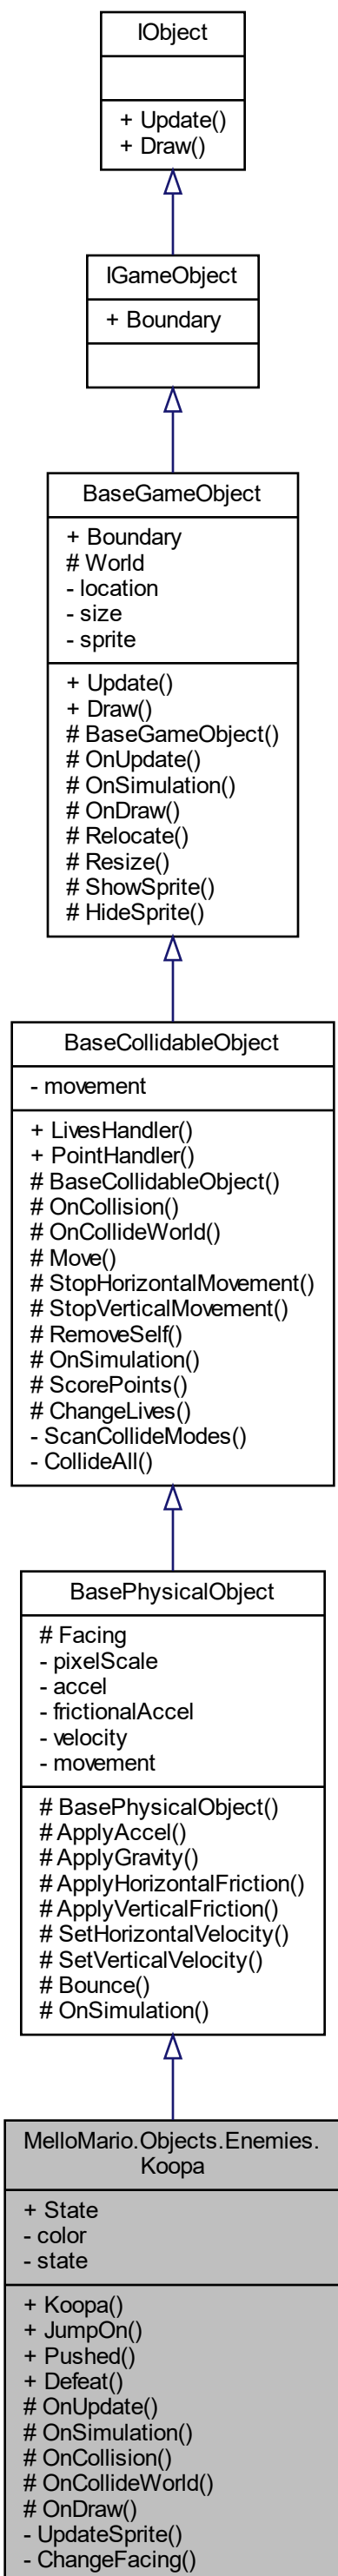 IObject
+ Update()
+ Draw()
IGameObject
+ Boundary
BaseGameObject
+ Boundary
# World
- location
- size
- sprite
+ Update()
+ Draw()
# BaseGameObject()
# OnUpdate()
# OnSimulation()
# OnDraw()
# Relocate()
# Resize()
# ShowSprite()
# HideSprite()
BaseCollidableObject
- movement
+ LivesHandler()
+ PointHandler()
# BaseCollidableObject()
# OnCollision()
# OnCollideWorld()
# Move()
# StopHorizontalMovement()
# StopVerticalMovement()
# RemoveSelf()
# OnSimulation()
# ScorePoints()
# ChangeLives()
- ScanCollideModes()
- CollideAll()
BasePhysicalObject
# Facing
- pixelScale
- accel
- frictionalAccel
- velocity
- movement
# BasePhysicalObject()
# ApplyAccel()
# ApplyGravity()
# ApplyHorizontalFriction()
# ApplyVerticalFriction()
# SetHorizontalVelocity()
# SetVerticalVelocity()
# Bounce()
# OnSimulation()
MelloMario.Objects.Enemies.
Koopa
+ State
- color
- state
+ Koopa()
+ JumpOn()
+ Pushed()
+ Defeat()
# OnUpdate()
# OnSimulation()
# OnCollision()
# OnCollideWorld()
# OnDraw()
- UpdateSprite()
- ChangeFacing()